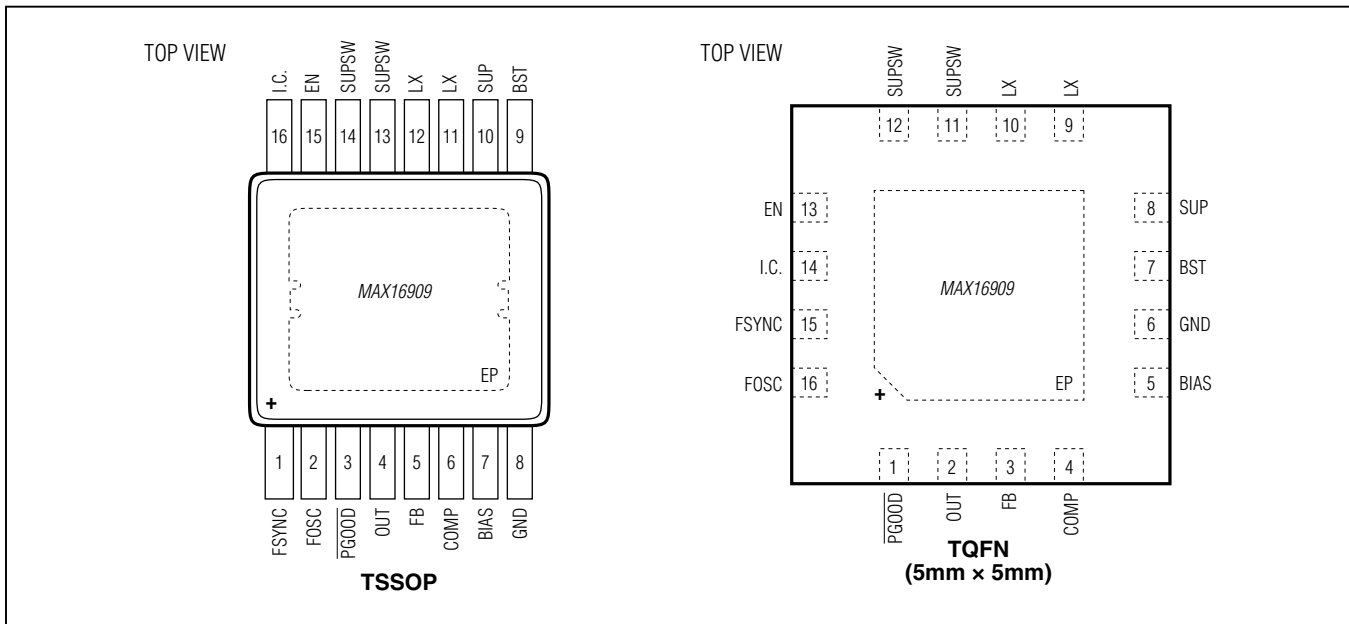 TOP VIEW
I.C.
EN
SUPSW
SUPSW
LX
LX
SUP
BST
16
15
14
13
12
11
10
9
MAX16909
EP
+
1
2
3
4
5
6
7
8
FSYNC
FOSC
PGOOD
OUT
FB
COMP
BIAS
GND
TSSOP
TOP VIEW
SUPSW
SUPSW
LX
LX
12
11
10
9
EN 13
I.C. 14
FSYNC 15
FOSC 16
8 SUP
7 BST
6 GND
5 BIAS
MAX16909
EP
+
1
2
3
4
PGOOD
OUT
FB
COMP
TQFN
(5mm × 5mm)